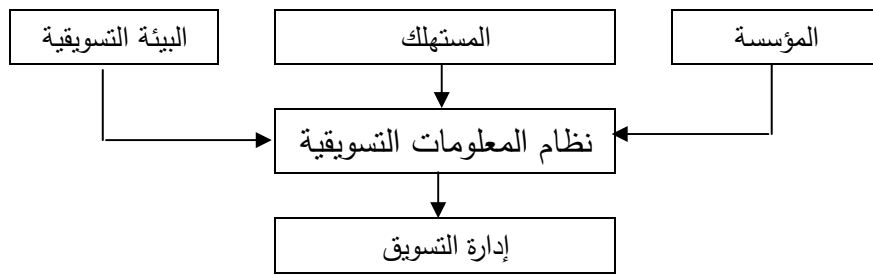 المؤسسة
المستهلك
البيئة التسويقية
نظام المعلومات التسويقية
إدارة التسويق